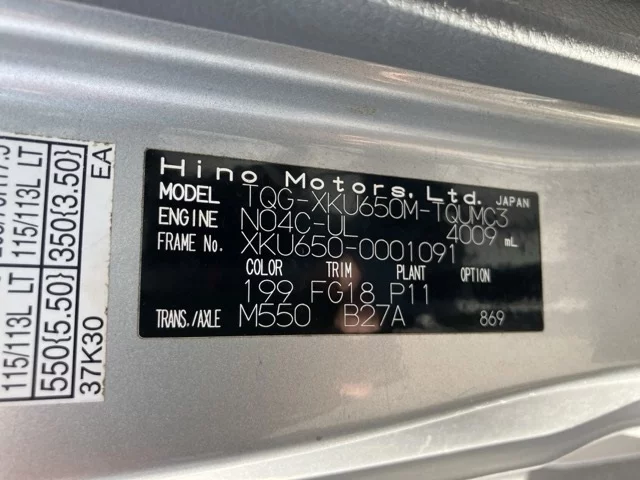 Hino Motors, Ltd. JAPAN
MODEL TQG-XKU650M-TQUMC3
ENGINE N04C-UL 4009 mL
FRAME No. XKU650-0001091
COLOR TRIM PLANT OPTION
199 FG18 P11
TRANS./AXLE M550 B27A 869
115/113L LT 115/113L LT
550{5.50} 350{3.50}
37K30 EA